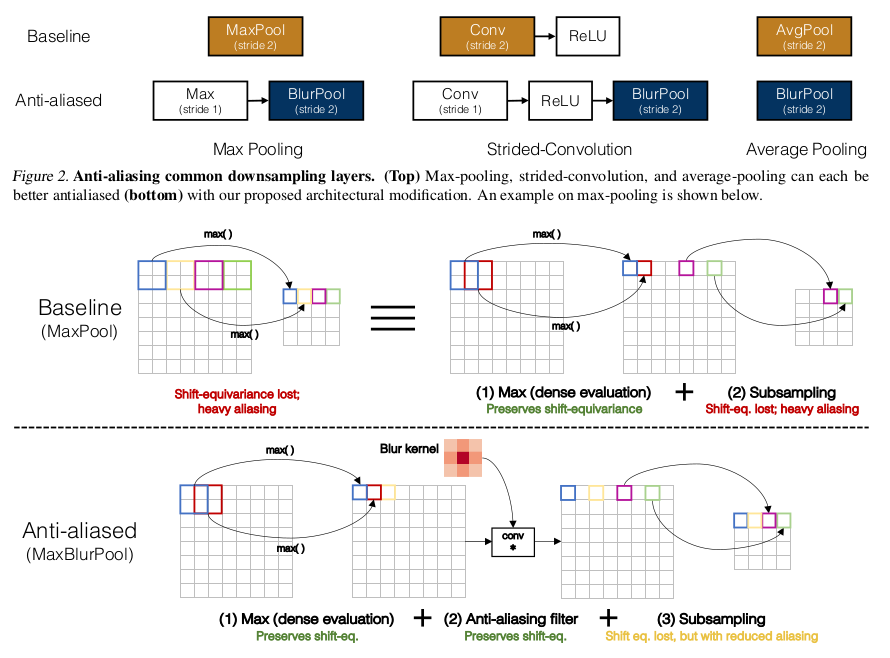 Baseline
MaxPool
(stride 2)
Conv
(stride 2)
ReLU
AvgPool
(stride 2)
Anti-aliased
Max
(stride 1)
BlurPool
(stride 2)
Conv
(stride 1)
ReLU
BlurPool
(stride 2)
BlurPool
(stride 2)
Max Pooling
Strided-Convolution
Average Pooling
Figure 2. Anti-aliasing common downsampling layers. (Top) Max-pooling, strided-convolution, and average-pooling can each be
better antialiased (bottom) with our proposed architectural modification. An example on max-pooling is shown below.
max( )
max( )
Baseline
(MaxPool)
max( )
max( )
Shift-equivariance lost;
heavy aliasing
(1) Max (dense evaluation)
Preserves shift-equivariance
+
(2) Subsampling
Shift-eq. lost; heavy aliasing
max( )
Blur kernel
Anti-aliased
(MaxBlurPool)
conv
*
max( )
(1) Max (dense evaluation)
Preserves shift-eq.
+
(2) Anti-aliasing filter
Preserves shift-eq.
+
(3) Subsampling
Shift eq. lost, but with reduced aliasing